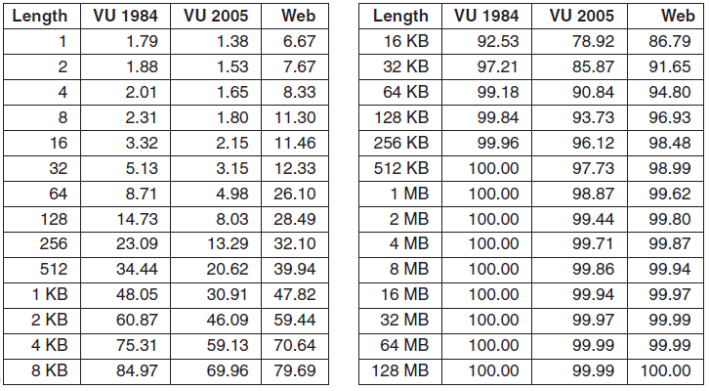 Length VU 1984 VU 2005 Web
1 1.79 1.38 6.67
2 1.88 1.53 7.67
4 2.01 1.65 8.33
8 2.31 1.80 11.30
16 3.32 2.15 11.46
32 5.13 3.15 12.33
64 8.71 4.98 26.10
128 14.73 8.03 28.49
256 23.09 13.29 32.10
512 34.44 20.62 39.94
1 KB 48.05 30.91 47.82
2 KB 60.87 46.09 59.44
4 KB 75.31 59.13 70.64
8 KB 84.97 69.96 79.69
Length VU 1984 VU 2005 Web
16 KB 92.53 78.92 86.79
32 KB 97.21 85.87 91.65
64 KB 99.18 90.84 94.80
128 KB 99.84 93.73 96.93
256 KB 99.96 96.12 98.48
512 KB 100.00 97.73 98.99
1 MB 100.00 98.87 99.62
2 MB 100.00 99.44 99.80
4 MB 100.00 99.71 99.87
8 MB 100.00 99.86 99.94
16 MB 100.00 99.94 99.97
32 MB 100.00 99.97 99.99
64 MB 100.00 99.99 99.99
128 MB 100.00 99.99 100.00